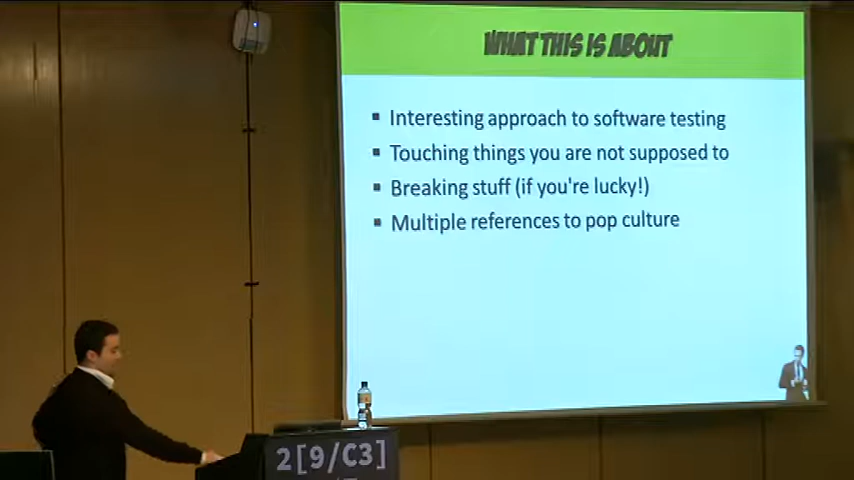 WHAT THIS IS ABOUT
Interesting approach to software testing
Touching things you are not supposed to
Breaking stuff (if you're lucky!)
Multiple references to pop culture
2[9/C3]